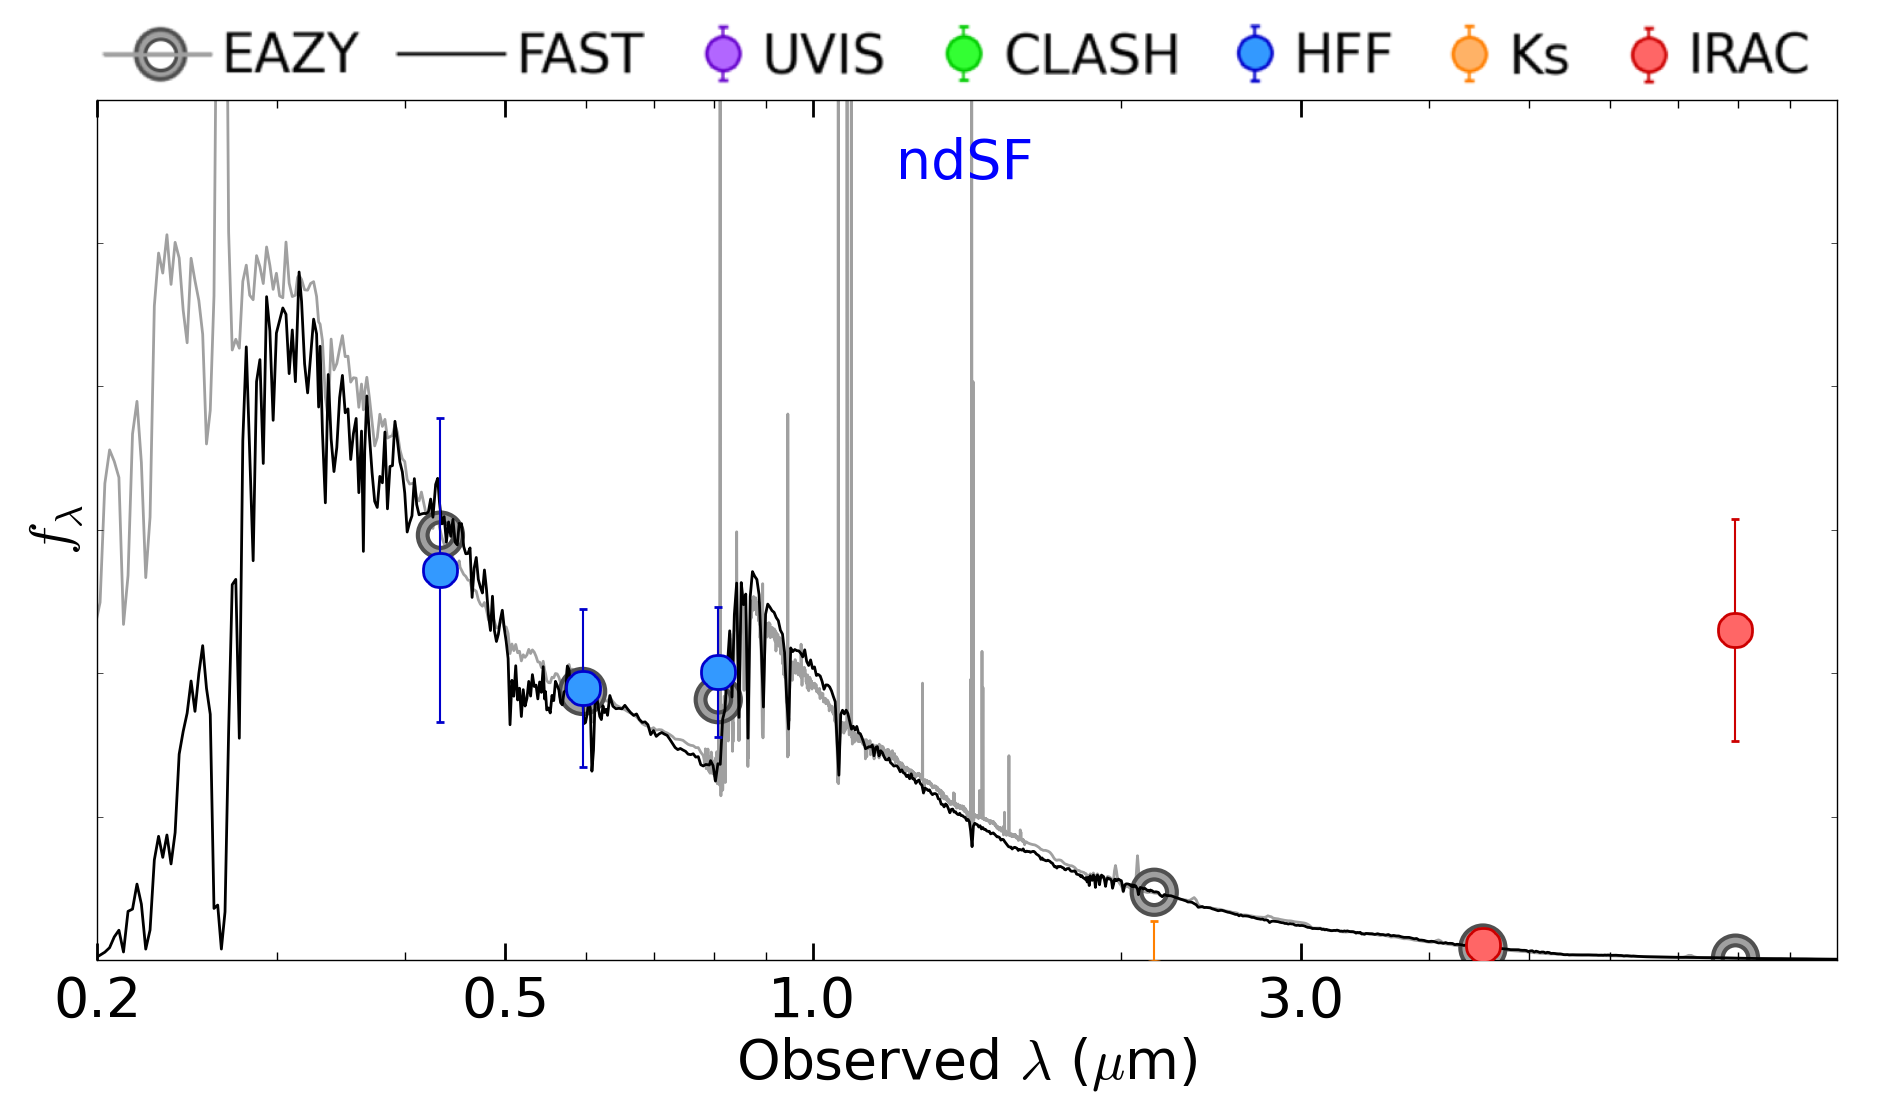 EAZY FAST UVIS CLASH HFF Ks IRAC
ndSF
f_λ
0.2 0.5 1.0 3.0
Observed λ (μm)